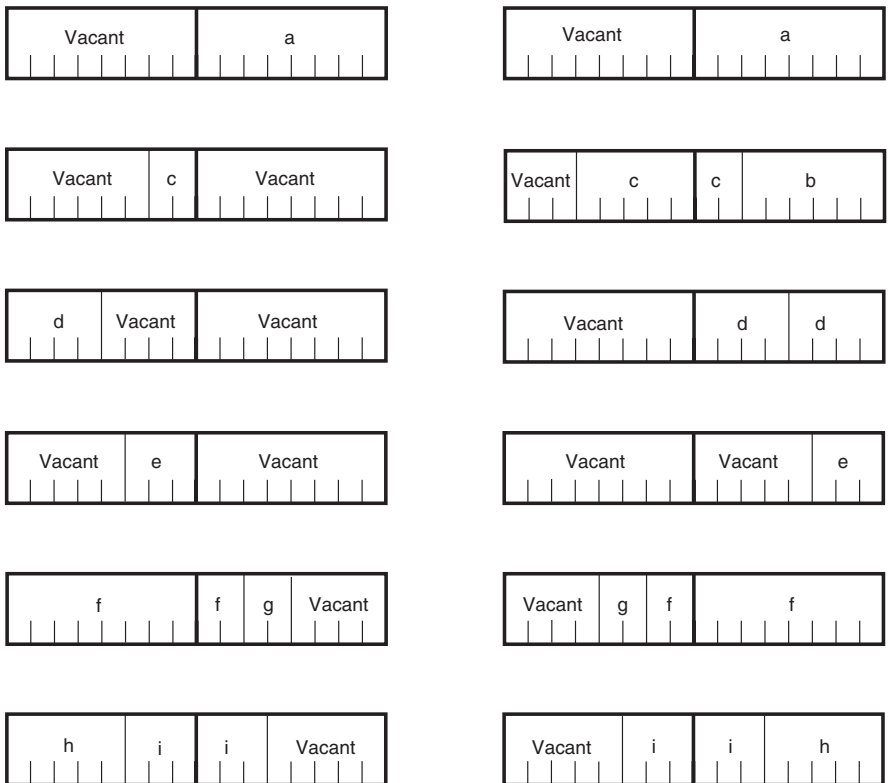 Vacant a Vacant a
Vacant c Vacant Vacant c c b
d Vacant Vacant Vacant d d
Vacant e Vacant Vacant Vacant e
f f g Vacant Vacant g f f
h i i Vacant Vacant i i h